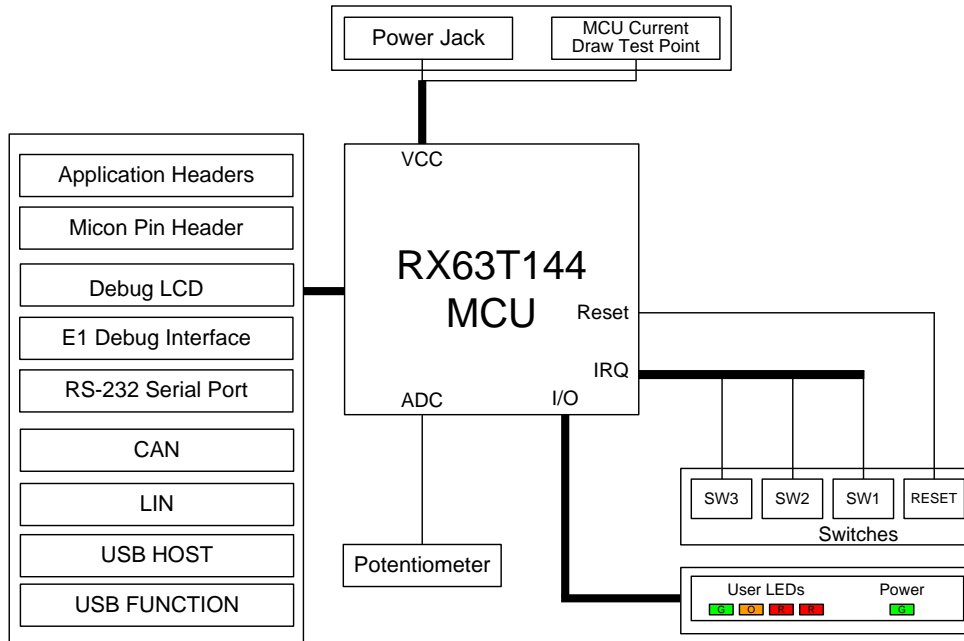 Power Jack
MCU Current
Draw Test Point
VCC
Application Headers
Micon Pin Header
Debug LCD
E1 Debug Interface
RS-232 Serial Port
CAN
LIN
USB HOST
USB FUNCTION
RX63T144
MCU
Reset
IRQ
ADC
I/O
SW3
SW2
SW1
RESET
Switches
Potentiometer
User LEDs
Power
G O R R
G